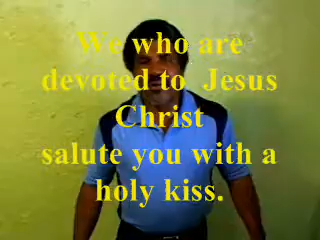 We who are
devoted to  Jesus
Christ
salute you with a
holy kiss.